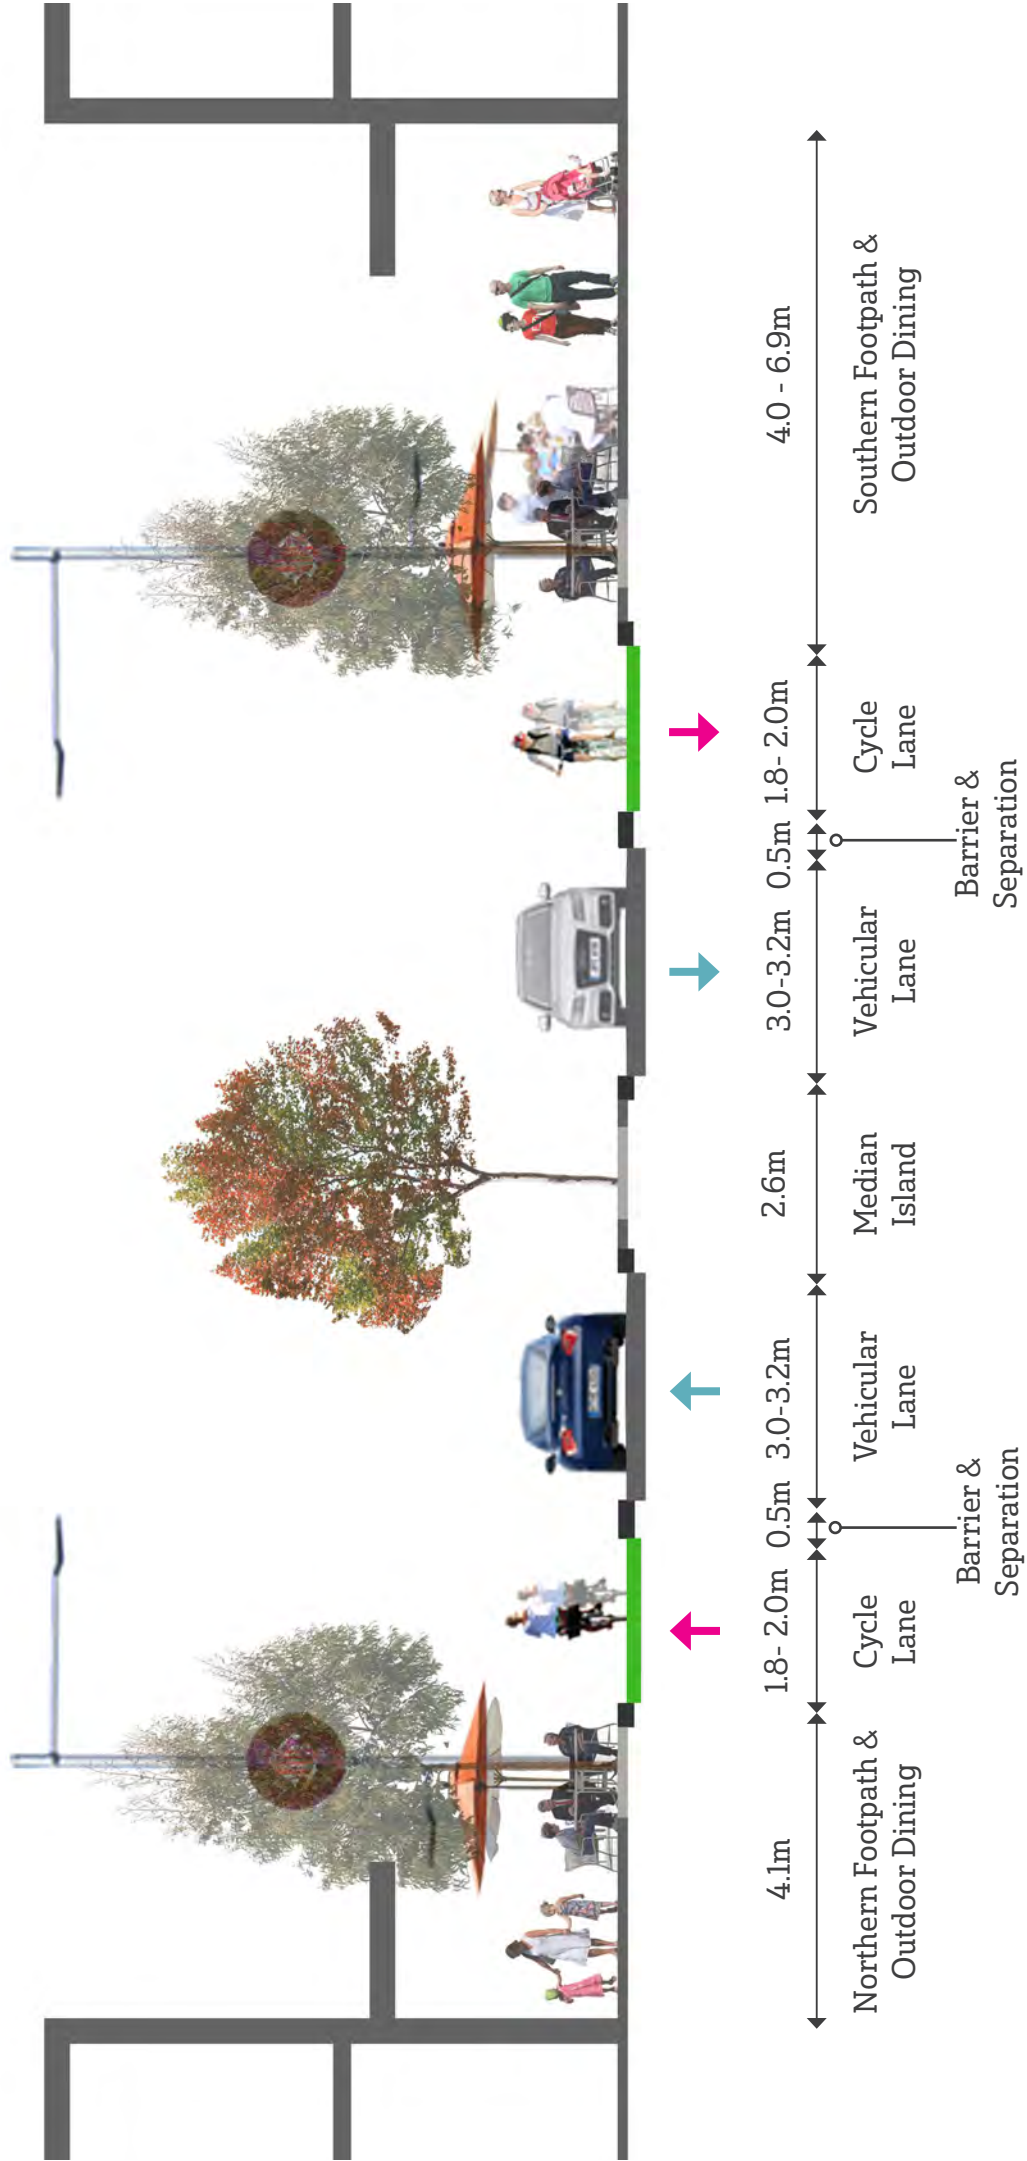 4.1m
1.8- 2.0m
0.5m
3.0-3.2m
2.6m
3.0-3.2m
0.5m
1.8- 2.0m
4.0 - 6.9m
Northern Footpath &
Outdoor Dining
Cycle
Lane
Barrier &
Separation
Vehicular
Lane
Median
Island
Vehicular
Lane
Barrier &
Separation
Cycle
Lane
Southern Footpath &
Outdoor Dining